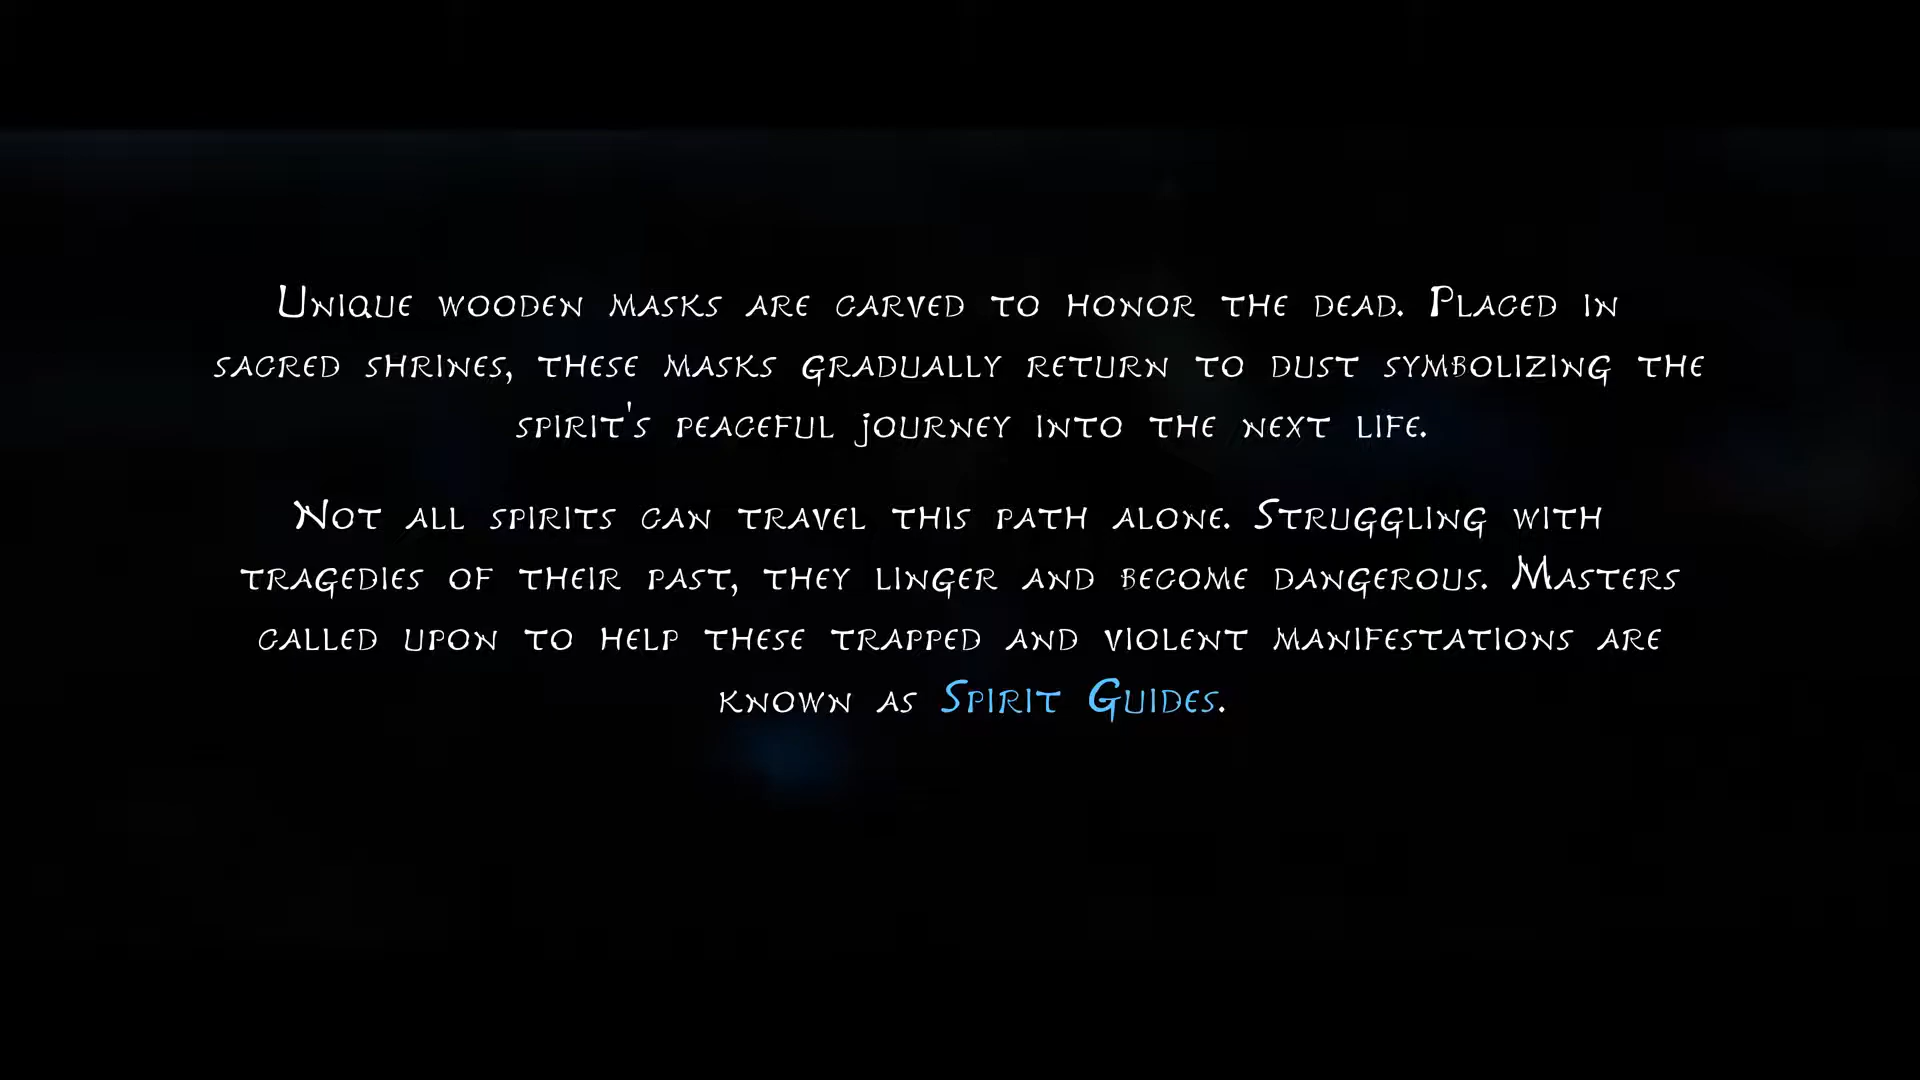 Unique wooden masks are carved to honor the dead. Placed in
sacred shrines, these masks gradually return to dust symbolizing the
spirit's peaceful journey into the next life.
Not all spirits can travel this path alone. Struggling with
tragedies of their past, they linger and become dangerous. Masters
called upon to help these trapped and violent manifestations are
known as Spirit Guides.